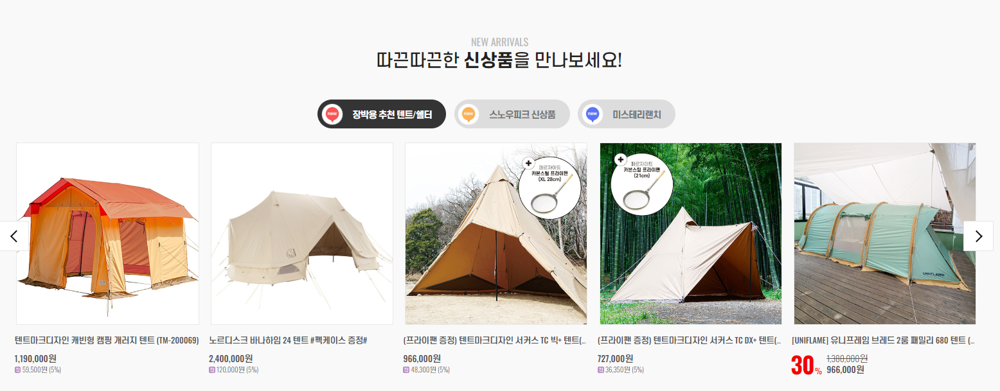 NEW ARRIVALS
따끈따끈한 신상품을 만나보세요!
new 장박용 추천 텐트/쉘터
new 스노우피크 신상품
new 미스테리랜치
페르자이트
카본스틸 프라이팬
(XL 28cm)
페르자이트
카본스틸 프라이팬
(21cm)
UNIFLAME
텐트마크디자인 캐빈형 캠핑 개러지 텐트 (TM-200069)
1,190,000원
59,500원 (5%)
노르디스크 바나하임 24 텐트 #펙케이스 증정#
2,400,000원
120,000원 (5%)
(프라이팬 증정) 텐트마크디자인 서커스 TC 빅+ 텐트(...
966,000원
48,300원 (5%)
(프라이팬 증정) 텐트마크디자인 서커스 TC DX+ 텐트(...
727,000원
36,350원 (5%)
[UNIFLAME] 유니프레임 브레드 2룸 패밀리 680 텐트 (...
30% 1,380,000원
966,000원